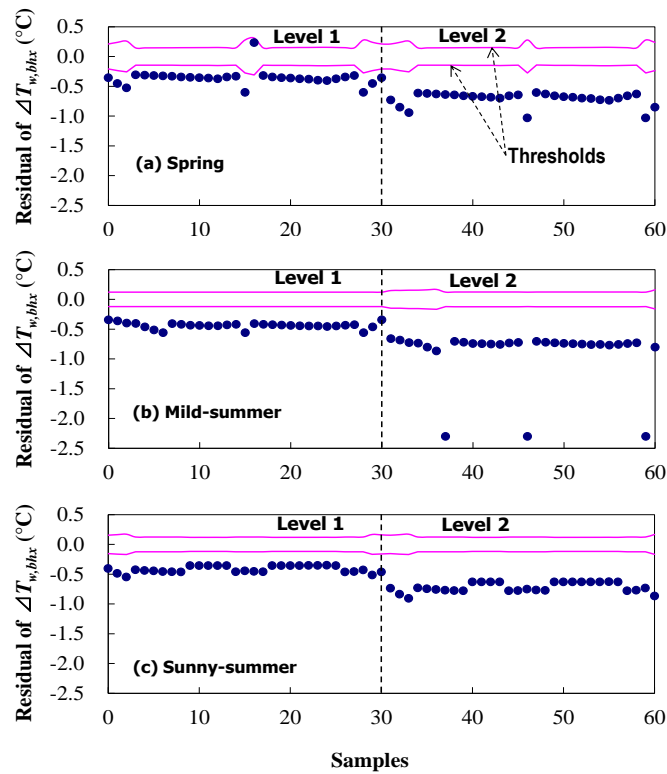 0.5
0.0
-0.5
-1.0
-1.5
-2.0
-2.5
Residual of ΔT_w,bhx (°C)
Level 1
Level 2
Thresholds
(a) Spring
0 10 20 30 40 50 60
0.5
0.0
-0.5
-1.0
-1.5
-2.0
-2.5
Residual of ΔT_w,bhx (°C)
Level 1
Level 2
(b) Mild-summer
0 10 20 30 40 50 60
0.5
0.0
-0.5
-1.0
-1.5
-2.0
-2.5
Residual of ΔT_w,bhx (°C)
Level 1
Level 2
(c) Sunny-summer
0 10 20 30 40 50 60
Samples